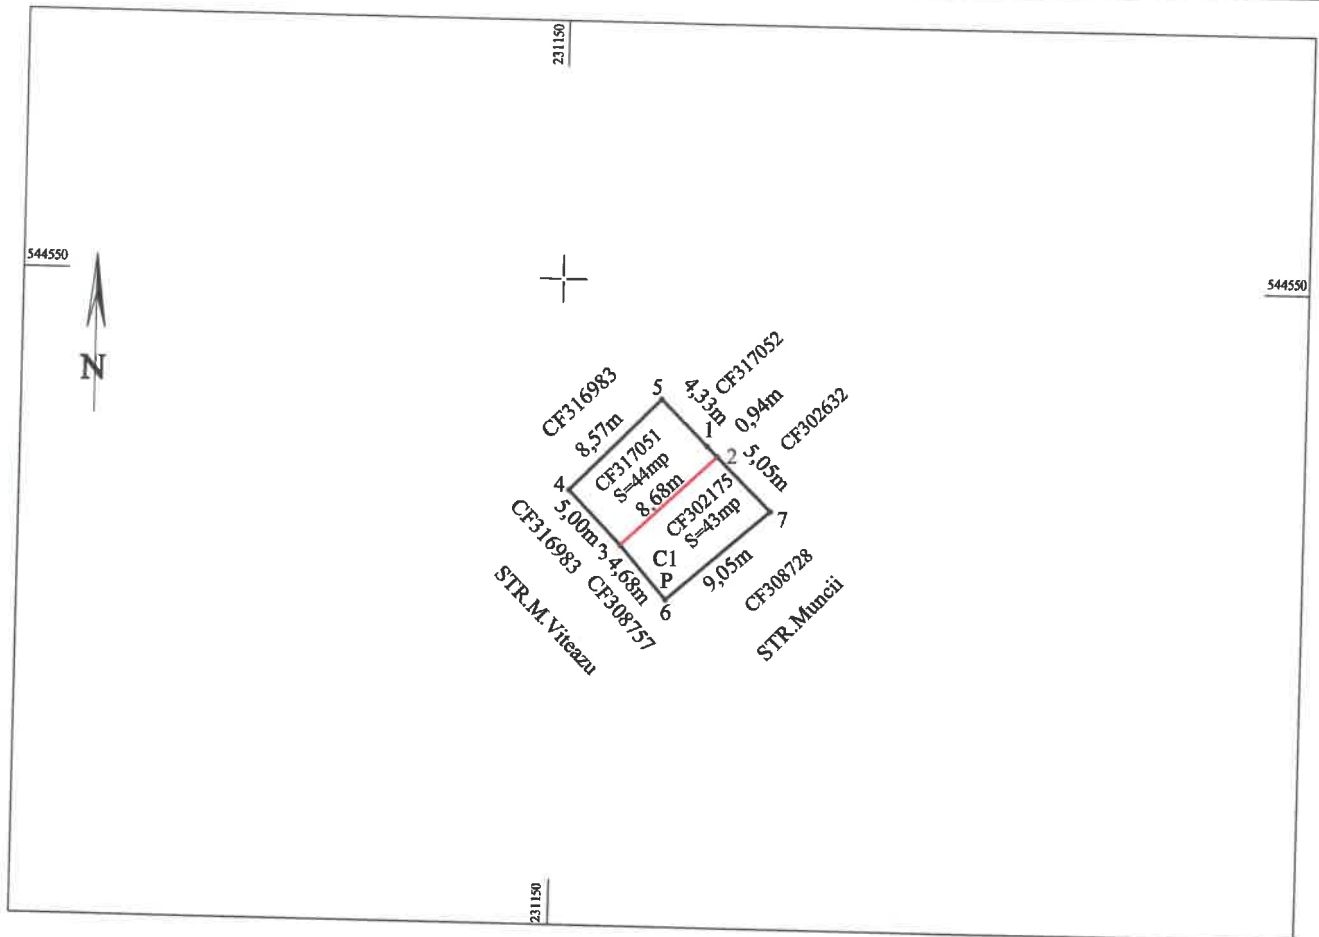 231150
544550
544550
N
CF317052
4,33m
0,94m
CF302632
5
CF316983
8,57m
1
2
5,05m
CF317051
S=44mp
8,68m
4
CF302175
S=43mp
7
5,00m
CF316983
3
4,68m
C1
P
9,05m
6
CF308757
CF308728
STR.M.Viteazu
STR.Muncii
231150